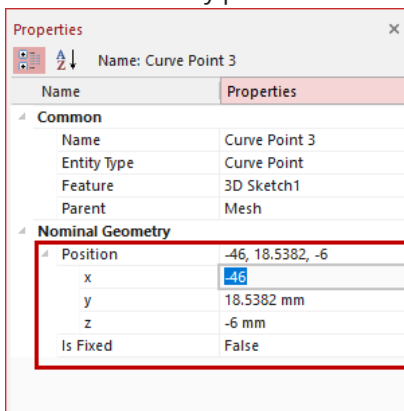 Properties
Name: Curve Point 3
Name Properties
Common
Name Curve Point 3
Entity Type Curve Point
Feature 3D Sketch1
Parent Mesh
Nominal Geometry
Position -46, 18.5382, -6
x -46
y 18.5382 mm
z -6 mm
Is Fixed False